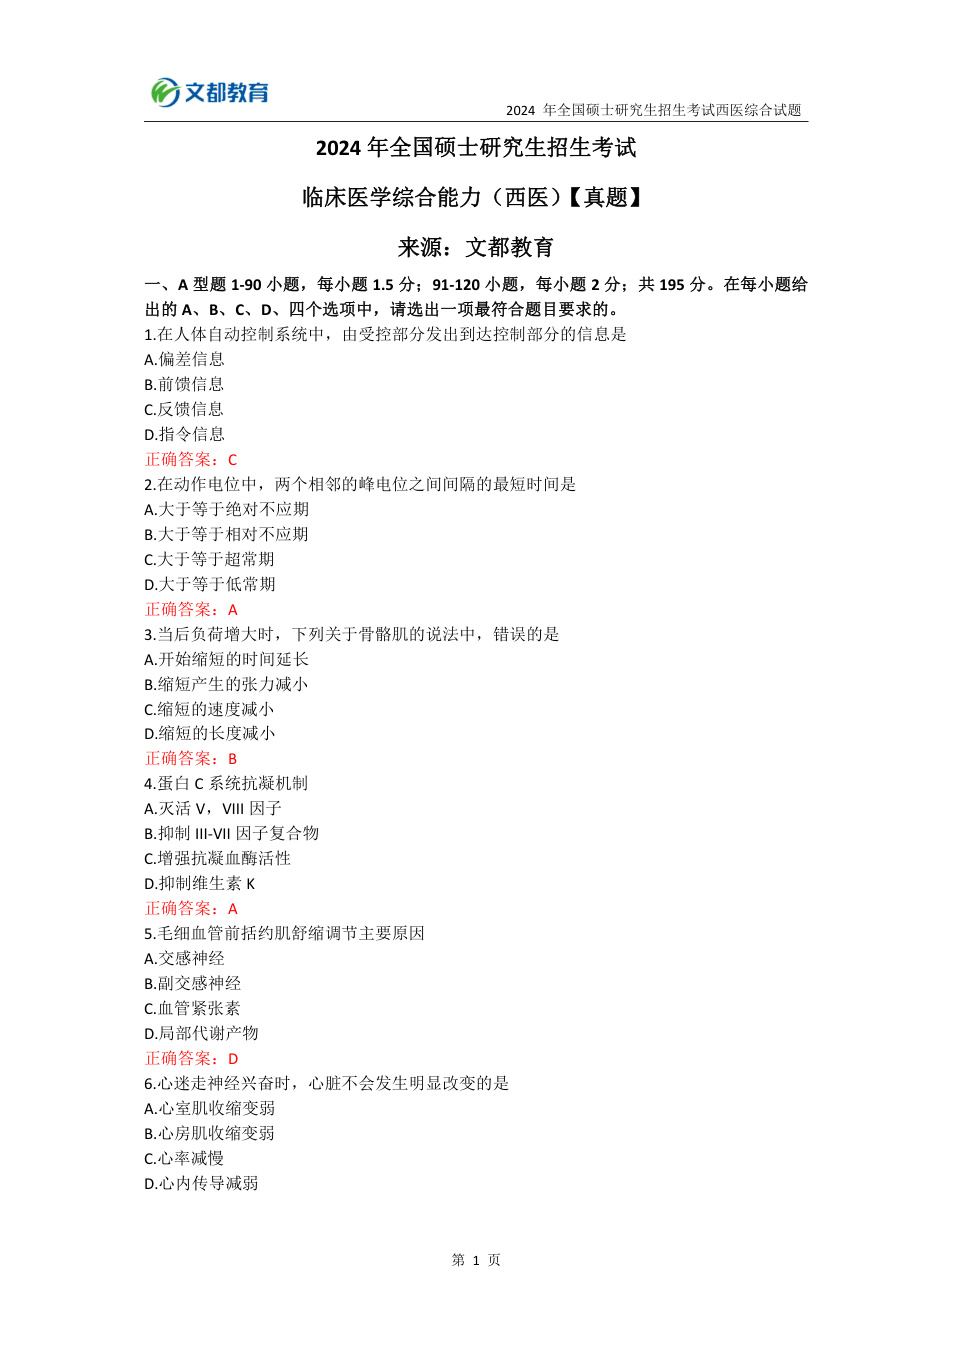 文都教育
2024 年全国硕士研究生招生考试西医综合试题
2024 年全国硕士研究生招生考试
临床医学综合能力（西医）【真题】
来源：文都教育
一、A 型题 1-90 小题，每小题 1.5 分；91-120 小题，每小题 2 分；共 195 分。在每小题给
出的 A、B、C、D、四个选项中，请选出一项最符合题目要求的。
1.在人体自动控制系统中，由受控部分发出到达控制部分的信息是
A.偏差信息
B.前馈信息
C.反馈信息
D.指令信息
正确答案：C
2.在动作电位中，两个相邻的峰电位之间间隔的最短时间是
A.大于等于绝对不应期
B.大于等于相对不应期
C.大于等于超常期
D.大于等于低常期
正确答案：A
3.当后负荷增大时，下列关于骨骼肌的说法中，错误的是
A.开始缩短的时间延长
B.缩短产生的张力减小
C.缩短的速度减小
D.缩短的长度减小
正确答案：B
4.蛋白 C 系统抗凝机制
A.灭活 V，VIII 因子
B.抑制 III-VII 因子复合物
C.增强抗凝血酶活性
D.抑制维生素 K
正确答案：A
5.毛细血管前括约肌舒缩调节主要原因
A.交感神经
B.副交感神经
C.血管紧张素
D.局部代谢产物
正确答案：D
6.心迷走神经兴奋时，心脏不会发生明显改变的是
A.心室肌收缩变弱
B.心房肌收缩变弱
C.心率减慢
D.心内传导减弱
第 1 页